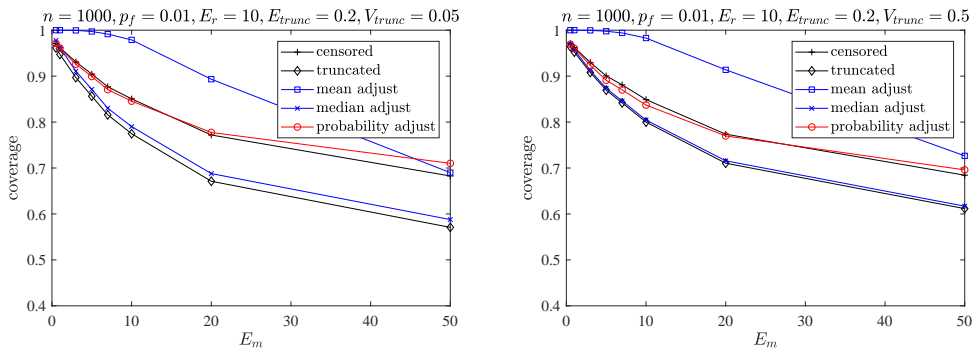 n = 1000, p_f = 0.01, E_r = 10, E_trunc = 0.2, V_trunc = 0.05
1
0.9
0.8
0.7
0.6
0.5
0.4
coverage
censored
truncated
mean adjust
median adjust
probability adjust
0 10 20 30 40 50
E_m
n = 1000, p_f = 0.01, E_r = 10, E_trunc = 0.2, V_trunc = 0.5
1
0.9
0.8
0.7
0.6
0.5
0.4
coverage
censored
truncated
mean adjust
median adjust
probability adjust
0 10 20 30 40 50
E_m